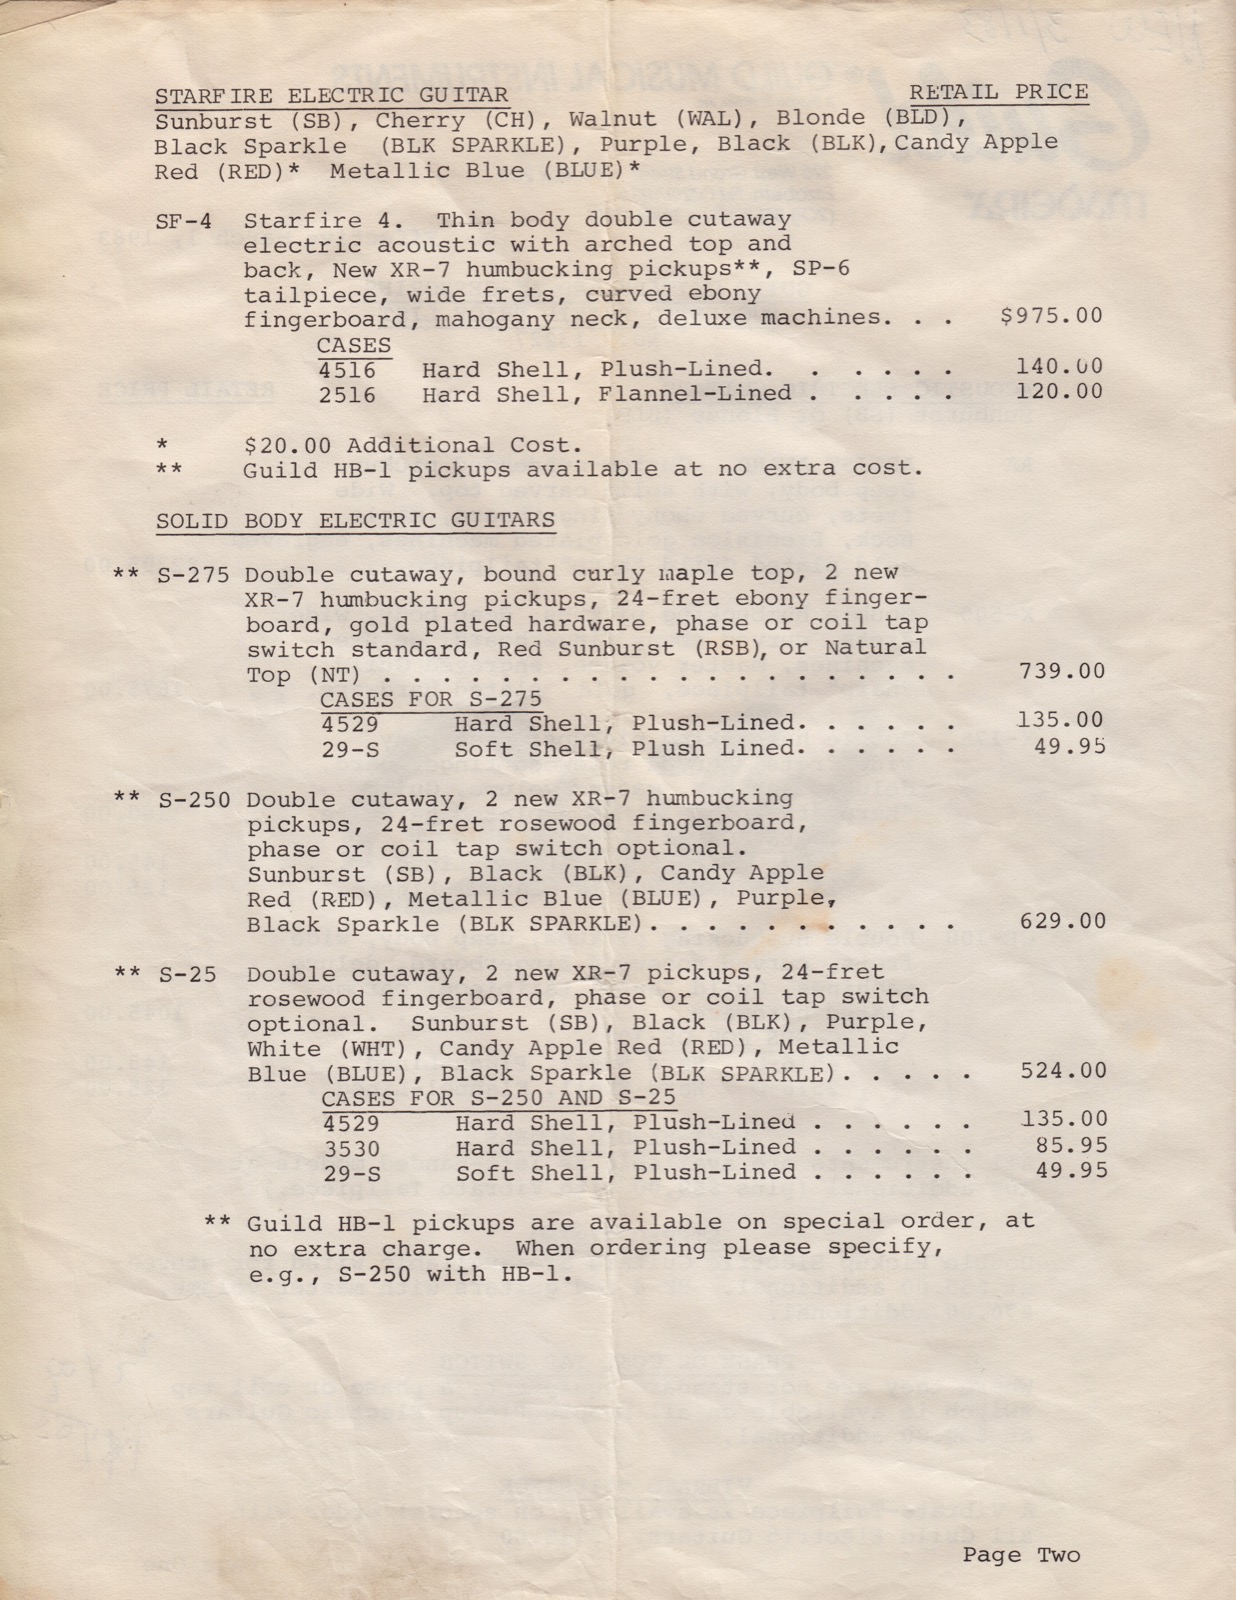 STARFIRE ELECTRIC GUITAR RETAIL PRICE
Sunburst (SB), Cherry (CH), Walnut (WAL), Blonde (BLD),
Black Sparkle (BLK SPARKLE), Purple, Black (BLK), Candy Apple
Red (RED)* Metallic Blue (BLUE)*
SF-4 Starfire 4. Thin body double cutaway
electric acoustic with arched top and
back, New XR-7 humbucking pickups**, SP-6
tailpiece, wide frets, curved ebony
fingerboard, mahogany neck, deluxe machines. . . $975.00
CASES
4516 Hard Shell, Plush-Lined. . . . . . 140.00
2516 Hard Shell, Flannel-Lined . . . . . 120.00
* $20.00 Additional Cost.
** Guild HB-1 pickups available at no extra cost.
SOLID BODY ELECTRIC GUITARS
** S-275 Double cutaway, bound curly maple top, 2 new
XR-7 humbucking pickups, 24-fret ebony finger-
board, gold plated hardware, phase or coil tap
switch standard, Red Sunburst (RSB), or Natural
Top (NT) . . . . . . . . . . . . . . . . . . . . 739.00
CASES FOR S-275
4529 Hard Shell, Plush-Lined. . . . . . 135.00
29-S Soft Shell, Plush Lined. . . . . . 49.95
** S-250 Double cutaway, 2 new XR-7 humbucking
pickups, 24-fret rosewood fingerboard,
phase or coil tap switch optional.
Sunburst (SB), Black (BLK), Candy Apple
Red (RED), Metallic Blue (BLUE), Purple,
Black Sparkle (BLK SPARKLE). . . . . . . . . . . 629.00
** S-25 Double cutaway, 2 new XR-7 pickups, 24-fret
rosewood fingerboard, phase or coil tap switch
optional. Sunburst (SB), Black (BLK), Purple,
White (WHT), Candy Apple Red (RED), Metallic
Blue (BLUE), Black Sparkle (BLK SPARKLE). . . . . 524.00
CASES FOR S-250 AND S-25
4529 Hard Shell, Plush-Lined . . . . . . 135.00
3530 Hard Shell, Plush-Lined . . . . . . 85.95
29-S Soft Shell, Plush-Lined . . . . . . 49.95
** Guild HB-1 pickups are available on special order, at
no extra charge. When ordering please specify,
e.g., S-250 with HB-1.
Page Two